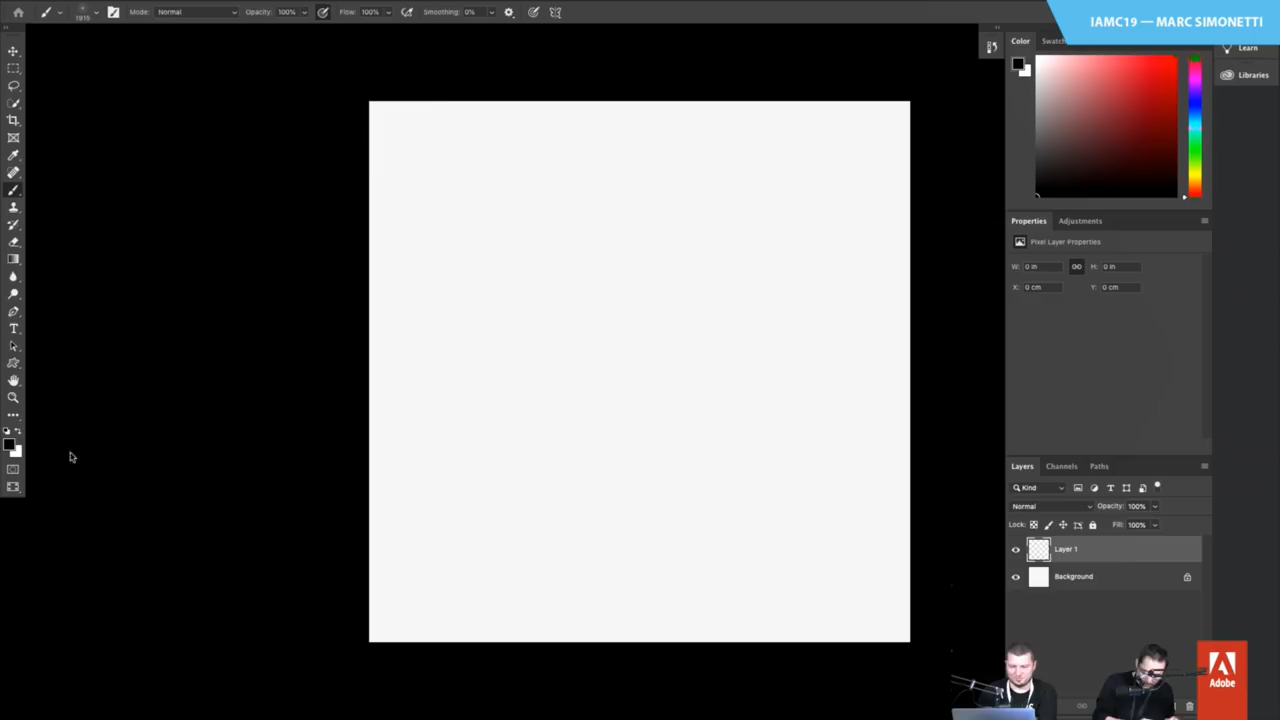 1915
Mode: Normal
Opacity: 100%
Flow: 100%
Smoothing: 0%
IAMC19 — MARC SIMONETTI
Color
Swatch
Learn
Libraries
Properties
Adjustments
Pixel Layer Properties
W: 0 in
H: 0 in
X: 0 cm
Y: 0 cm
Layers
Channels
Paths
Kind
Normal
Opacity: 100%
Lock:
Fill: 100%
Layer 1
Background
Adobe